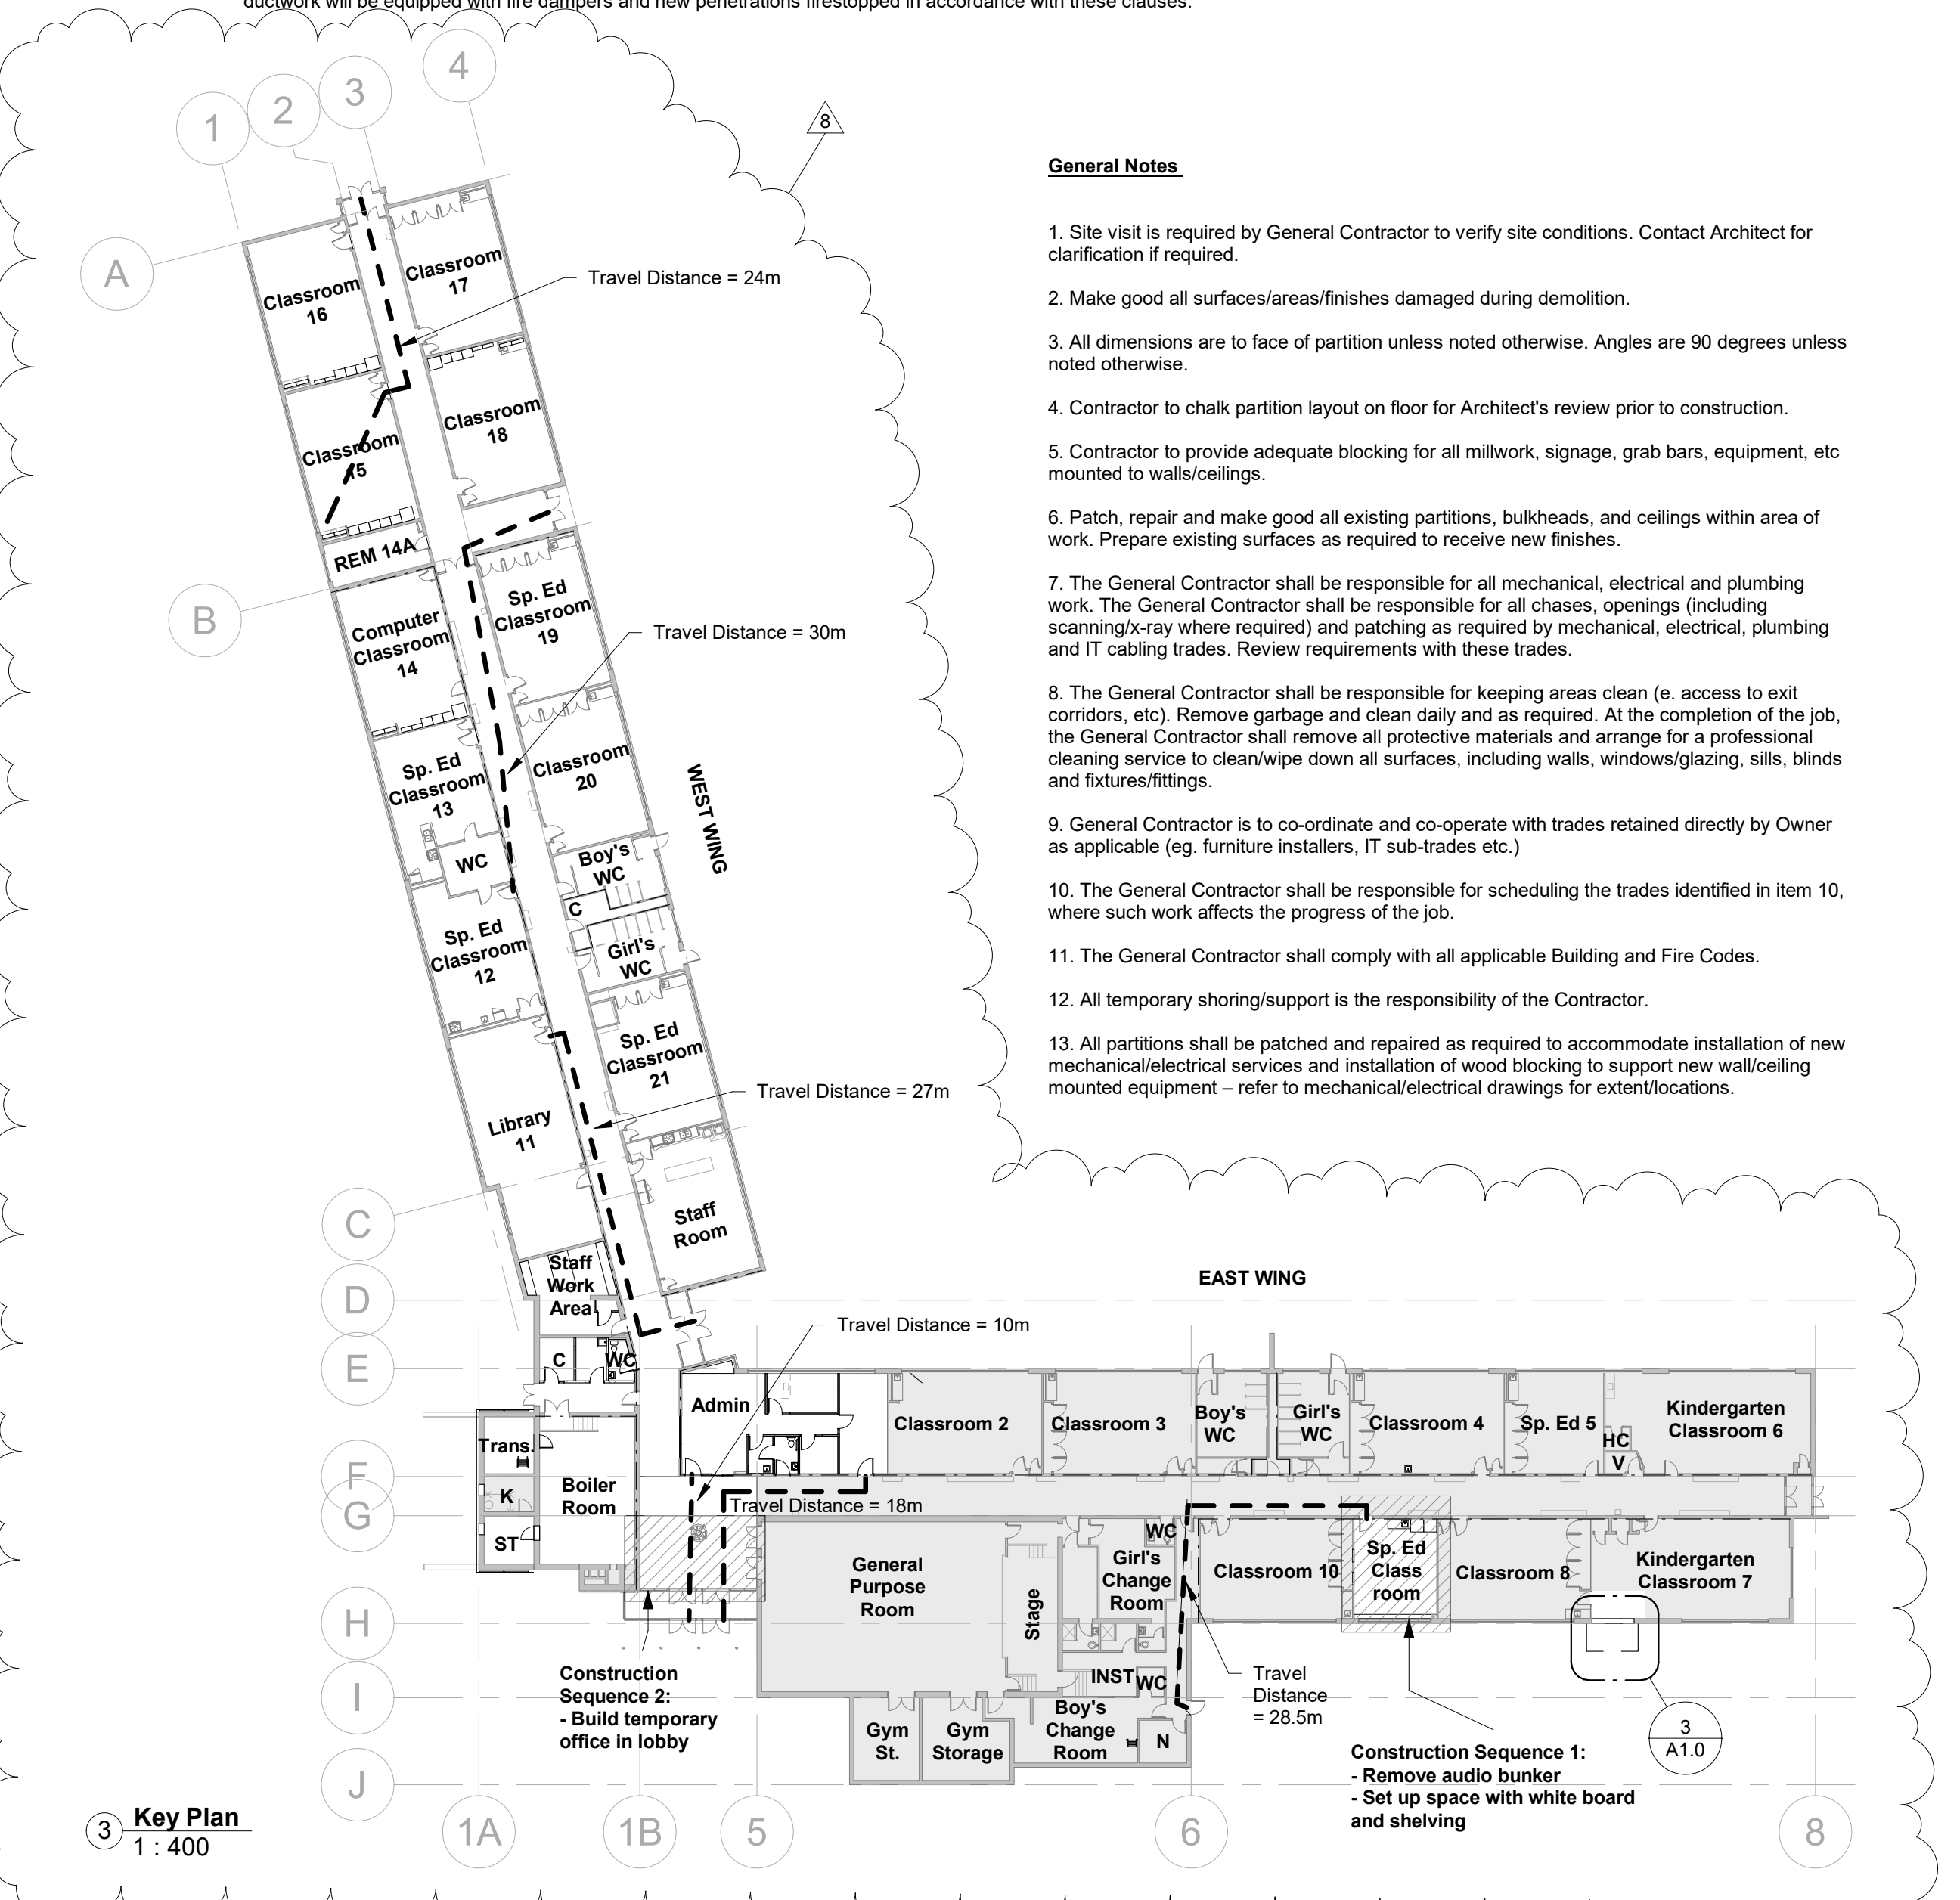 ductwork will be equipped with fire dampers and new penetrations firestopped in accordance with these clauses.
1
2
3
4
8
A
B
C
D
E
F
G
H
I
J
Classroom
16
Classroom
17
Travel Distance = 24m
Classroom
15
Classroom
18
REM 14A
Computer
Classroom
14
Sp. Ed
Classroom
19
Travel Distance = 30m
Sp. Ed
Classroom
13
Classroom
20
WEST WING
WC
Boy's
WC
C
Sp. Ed
Classroom
12
Girl's
WC
Sp. Ed
Classroom
21
Travel Distance = 27m
Library
11
Staff
Room
Staff
Work
Area
C
WC
General Notes
1. Site visit is required by General Contractor to verify site conditions. Contact Architect for
clarification if required.
2. Make good all surfaces/areas/finishes damaged during demolition.
3. All dimensions are to face of partition unless noted otherwise. Angles are 90 degrees unless
noted otherwise.
4. Contractor to chalk partition layout on floor for Architect's review prior to construction.
5. Contractor to provide adequate blocking for all millwork, signage, grab bars, equipment, etc
mounted to walls/ceilings.
6. Patch, repair and make good all existing partitions, bulkheads, and ceilings within area of
work. Prepare existing surfaces as required to receive new finishes.
7. The General Contractor shall be responsible for all mechanical, electrical and plumbing
work. The General Contractor shall be responsible for all chases, openings (including
scanning/x-ray where required) and patching as required by mechanical, electrical, plumbing
and IT cabling trades. Review requirements with these trades.
8. The General Contractor shall be responsible for keeping areas clean (e. access to exit
corridors, etc). Remove garbage and clean daily and as required. At the completion of the job,
the General Contractor shall remove all protective materials and arrange for a professional
cleaning service to clean/wipe down all surfaces, including walls, windows/glazing, sills, blinds
and fixtures/fittings.
9. General Contractor is to co-ordinate and co-operate with trades retained directly by Owner
as applicable (eg. furniture installers, IT sub-trades etc.)
10. The General Contractor shall be responsible for scheduling the trades identified in item 10,
where such work affects the progress of the job.
11. The General Contractor shall comply with all applicable Building and Fire Codes.
12. All temporary shoring/support is the responsibility of the Contractor.
13. All partitions shall be patched and repaired as required to accommodate installation of new
mechanical/electrical services and installation of wood blocking to support new wall/ceiling
mounted equipment – refer to mechanical/electrical drawings for extent/locations.
EAST WING
Travel Distance = 10m
Admin
Classroom 2
Classroom 3
Boy's
WC
Girl's
WC
Classroom 4
Sp. Ed 5
HC
V
Kindergarten
Classroom 6
Trans.
K
ST
Boiler
Room
Travel Distance = 18m
General
Purpose
Room
Stage
WC
Girl's
Change
Room
INST
WC
Boy's
Change
Room
N
Gym
St.
Gym
Storage
Classroom 10
Sp. Ed
Class
room
Classroom 8
Kindergarten
Classroom 7
Travel
Distance
= 28.5m
Construction
Sequence 2:
- Build temporary
office in lobby
Construction Sequence 1:
- Remove audio bunker
- Set up space with white board
and shelving
3
A1.0
3
Key Plan
1 : 400
1A
1B
5
6
8